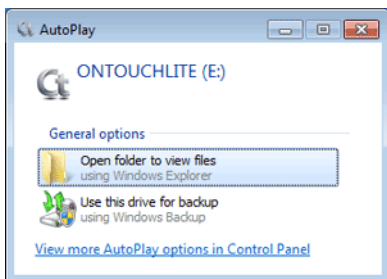 AutoPlay
ONTOUCHLITE (E:)
General options
Open folder to view files
using Windows Explorer
Use this drive for backup
using Windows Backup
View more AutoPlay options in Control Panel